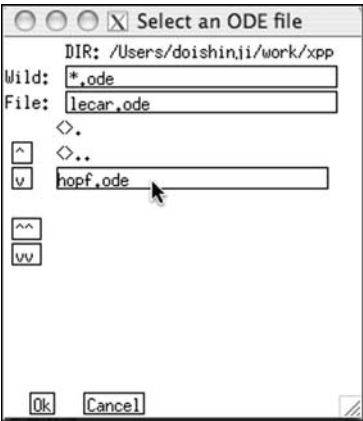 X Select an ODE file
DIR: /Users/doishinji/work/xpp
Wild: *.ode
File: lecar.ode
<>.
^ <>..
v hopf.ode
^^
vv
Ok Cancel